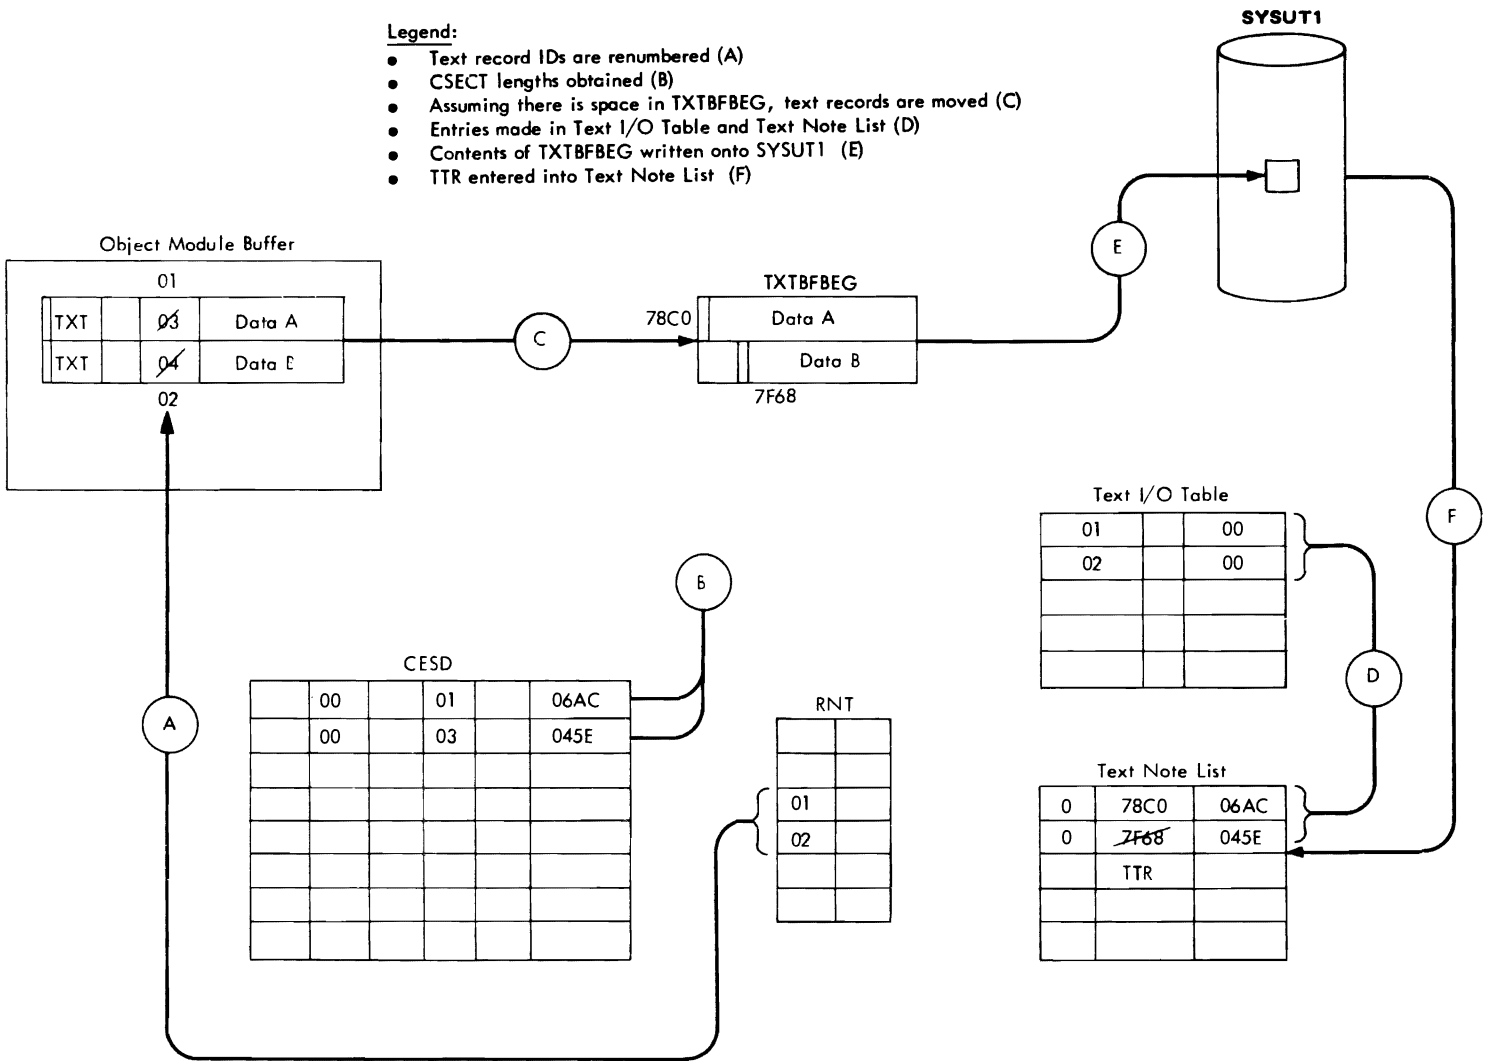 SYSUT1
Legend:
• Text record IDs are renumbered (A)
• CSECT lengths obtained (B)
• Assuming there is space in TXTBFBEG, text records are moved (C)
• Entries made in Text I/O Table and Text Note List (D)
• Contents of TXTBFBEG written onto SYSUT1 (E)
• TTR entered into Text Note List (F)
Object Module Buffer
01
TXT 03 Data A
TXT 04 Data B
02
C
TXTBFBEG
78C0 Data A
Data B
7F68
E
F
Text I/O Table
01 00
02 00
D
B
CESD
00 01 06AC
00 03 045E
A
RNT
01
02
Text Note List
0 78C0 06AC
0 7F68 045E
TTR